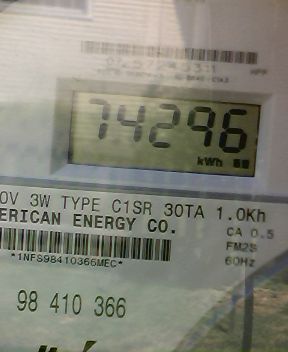 74296
kWh
0V 3W TYPE C1SR 30TA 1.0Kh
ERICAN ENERGY CO.
CA 0.5
FM2S
60Hz
*1NFS98410366MEC*
98 410 366